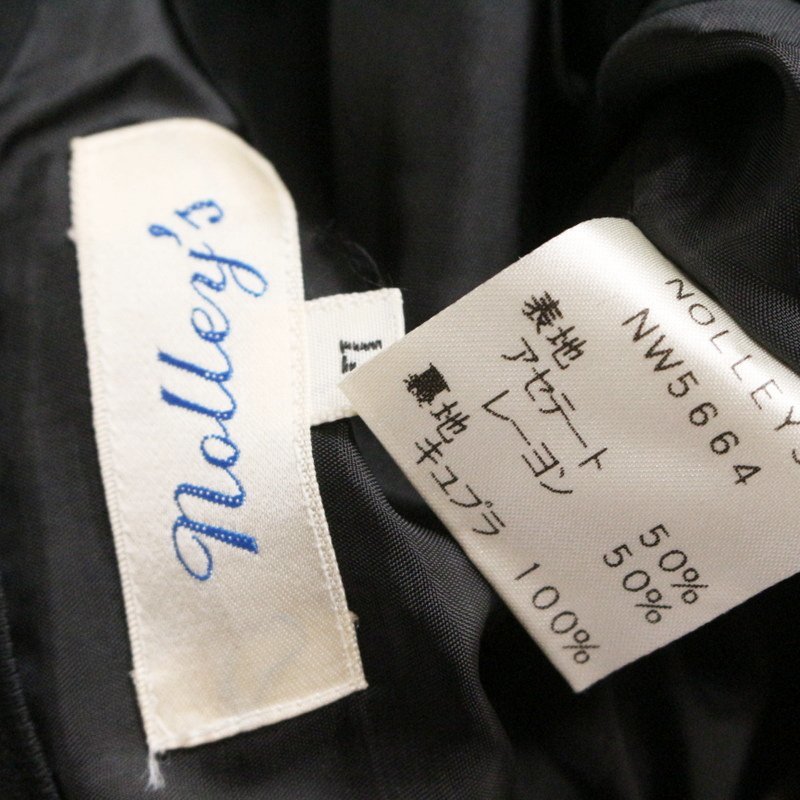 Nolley's
NOLLEYS
NW5664
表地
アセテート 50%
レーヨン 50%
裏地
キュプラ 100%